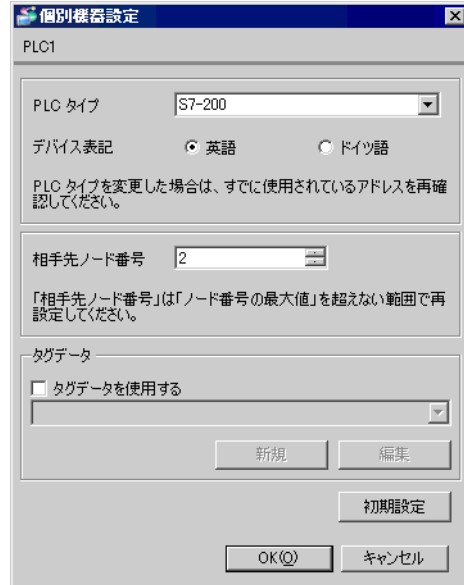 個別機器設定
PLC1
PLC タイプ
S7-200
デバイス表記
英語
ドイツ語
PLC タイプを変更した場合は、すでに使用されているアドレスを再確
認してください。
相手先ノード番号
2
「相手先ノード番号」は「ノード番号の最大値」を超えない範囲で再
設定してください。
タグデータ
タグデータを使用する
新規
編集
初期設定
OK(O)
キャンセル